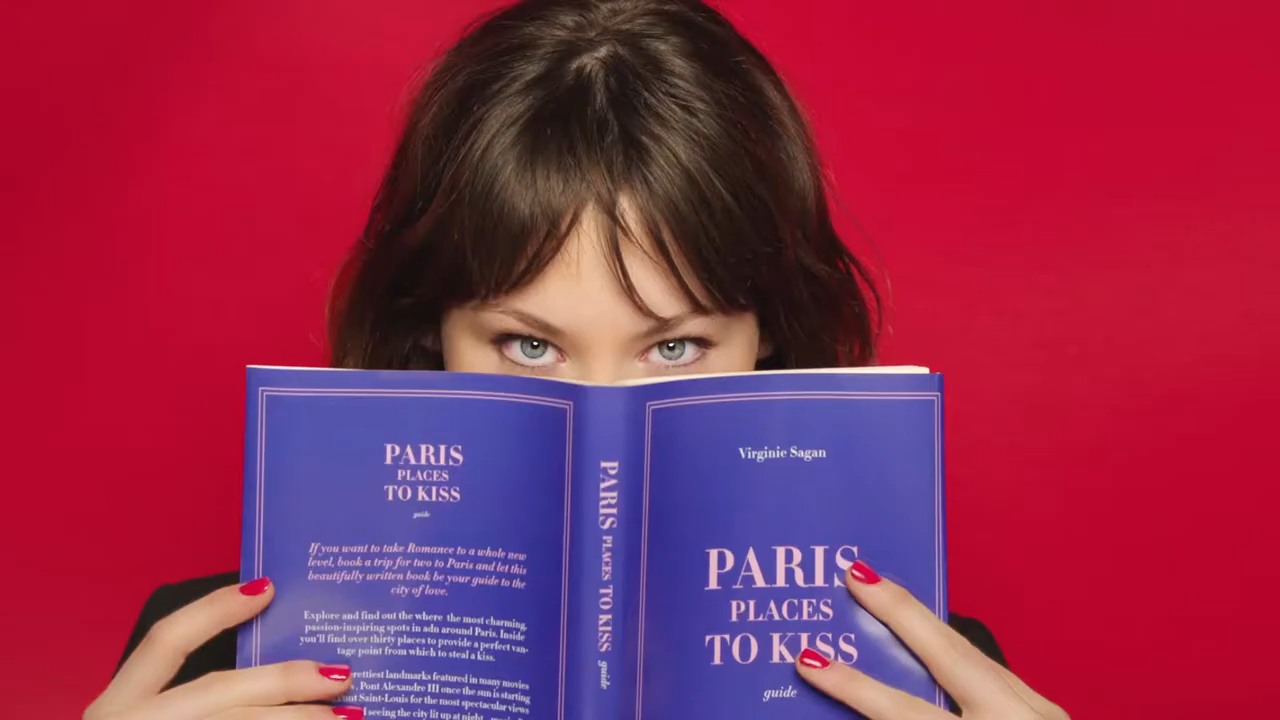 PARIS
PLACES
TO KISS
guide
If you want to take Romance to a whole new
level, book a trip for two to Paris and let this
beautifully written book be your guide to the
city of love.
Explore and find out the where the most charming,
passion-inspiring spots in adn around Paris. Inside
you'll find over thirty places to provide a perfect van-
tage point from which to steal a kiss.
rettiest landmarks featured in many movies
, Pont Alexandre III once the sun is starting
ont Saint-Louis for the most spectacular views
seeing the city lit up at night
PARIS PLACES TO KISS guide
Virginie Sagan
PARIS
PLACES
TO KISS
guide